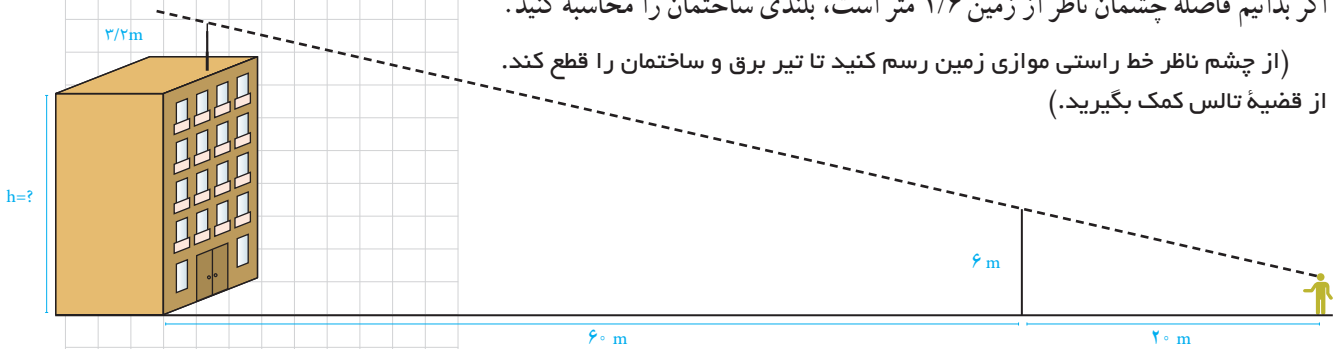 اگر بدانیم فاصله چشمان ناظر از زمین ۱/۶ متر است، بلندی ساختمان را محاسبه کنید.
(از چشم ناظر خط راستی موازی زمین رسم کنید تا تیر برق و ساختمان را قطع کند.
از قضیهٔ تالس کمک بگیرید.)
۳/۲m
h=?
۶ m
۶۰ m
۲۰ m